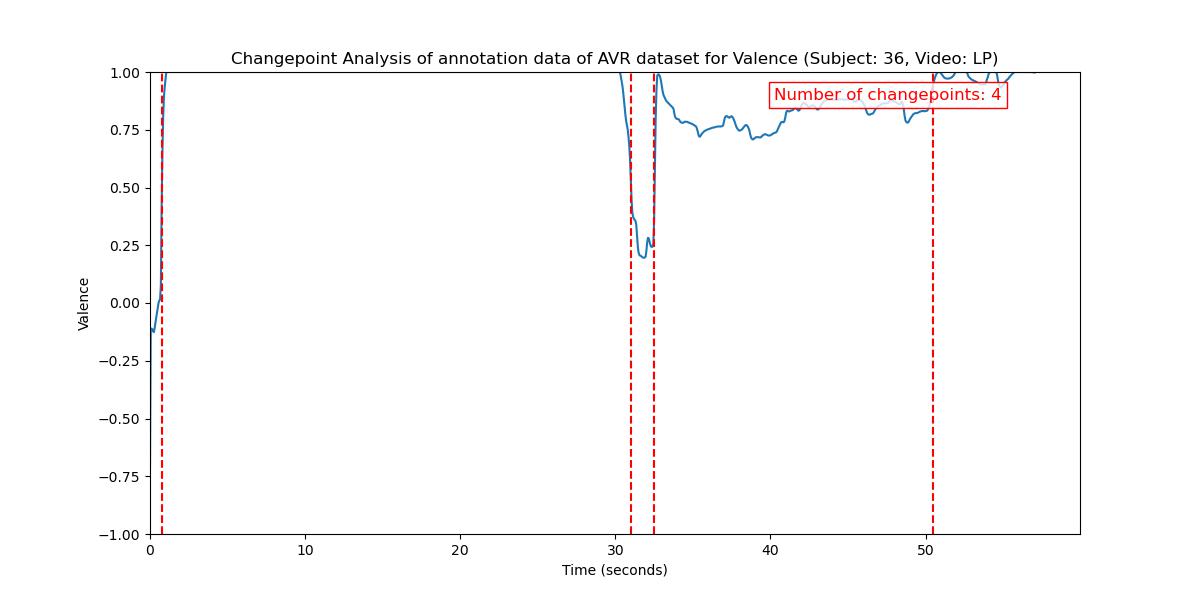 Changepoint Analysis of annotation data of AVR dataset for Valence (Subject: 36, Video: LP)
Number of changepoints: 4
1.00
0.75
0.50
0.25
0.00
−0.25
−0.50
−0.75
−1.00
Valence
0 10 20 30 40 50
Time (seconds)